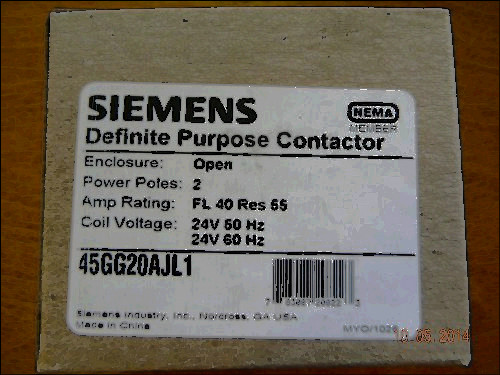 SIEMENS
NEMA
MEMBER
Definite Purpose Contactor
Enclosure: Open
Power Poles: 2
Amp Rating: FL 40 Res 55
Coil Voltage: 24V 50 Hz
24V 60 Hz
45GG20AJL1
Siemens Industry, Inc., Norcross, GA USA
Made in China